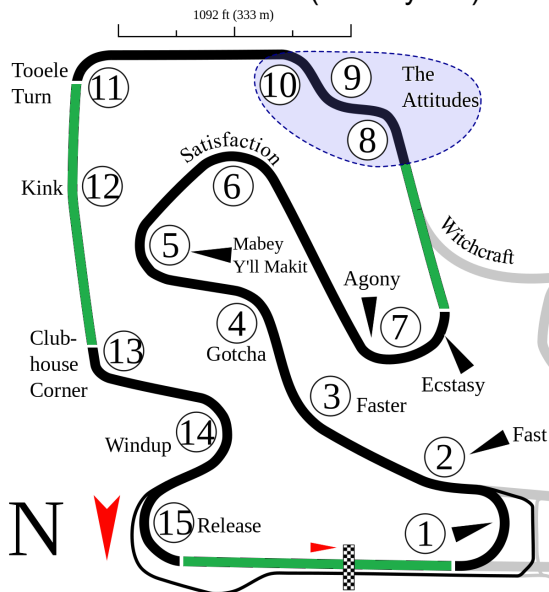 1092 ft (333 m)
Tooele
Turn
11
10
9
The
Attitudes
8
Satisfaction
6
Kink
12
5
Mabey
Y'll Makit
Witchcraft
Agony
7
4
Gotcha
Club-
house
Corner
13
Ecstasy
3
Faster
14
Windup
2
Fast
N
15
Release
1